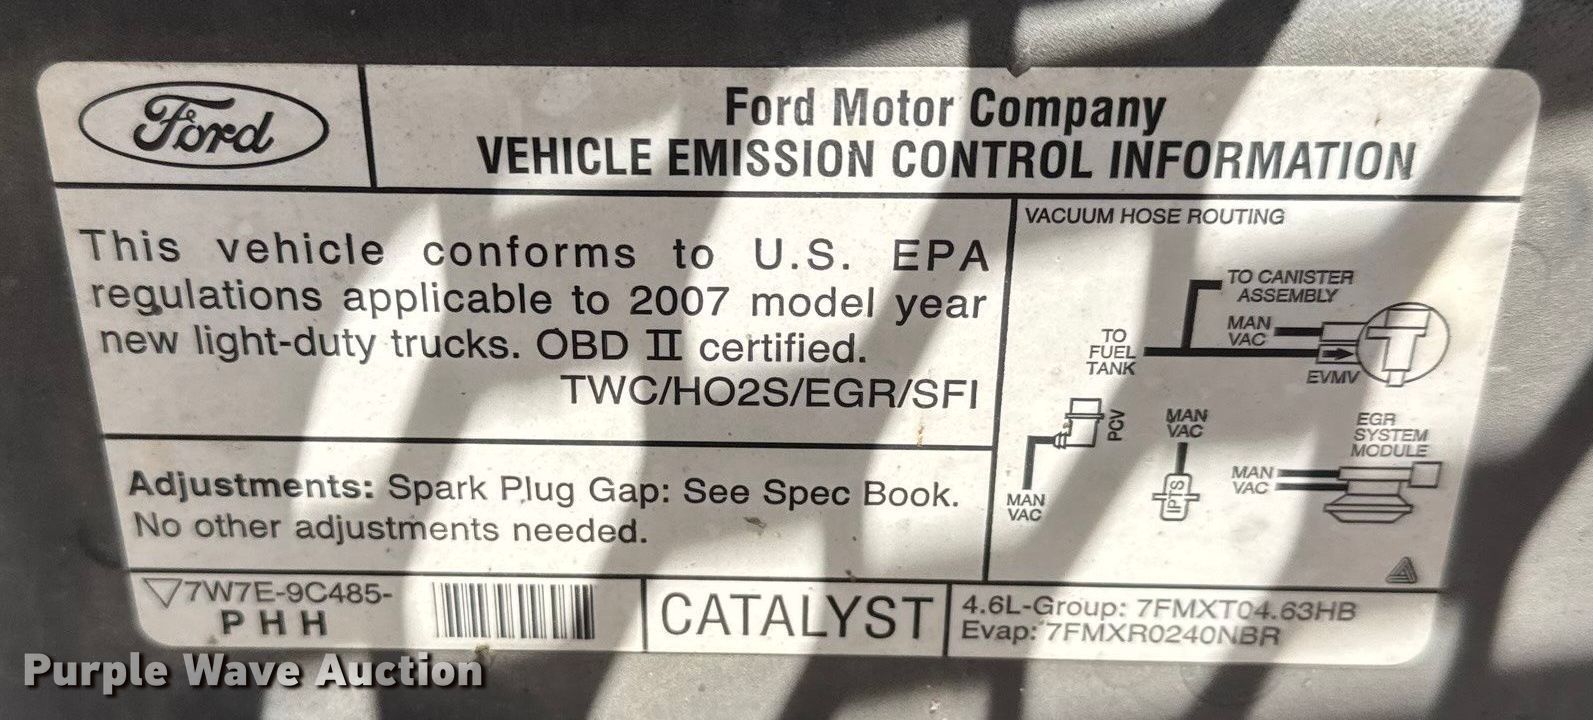 Ford
Ford Motor Company
VEHICLE EMISSION CONTROL INFORMATION
This vehicle conforms to U.S. EPA
regulations applicable to 2007 model year
new light-duty trucks. OBD II certified.
TWC/HO2S/EGR/SFI
Adjustments: Spark Plug Gap: See Spec Book.
No other adjustments needed.
VACUUM HOSE ROUTING
TO CANISTER
ASSEMBLY
MAN
VAC
TO
FUEL
TANK
EVMV
PCV
MAN
VAC
MAN
VAC
IPTS
EGR
SYSTEM
MODULE
MAN
VAC
7W7E-9C485-
PHH
CATALYST
4.6L-Group: 7FMXT04.63HB
Evap: 7FMXR0240NBR
Purple Wave Auction